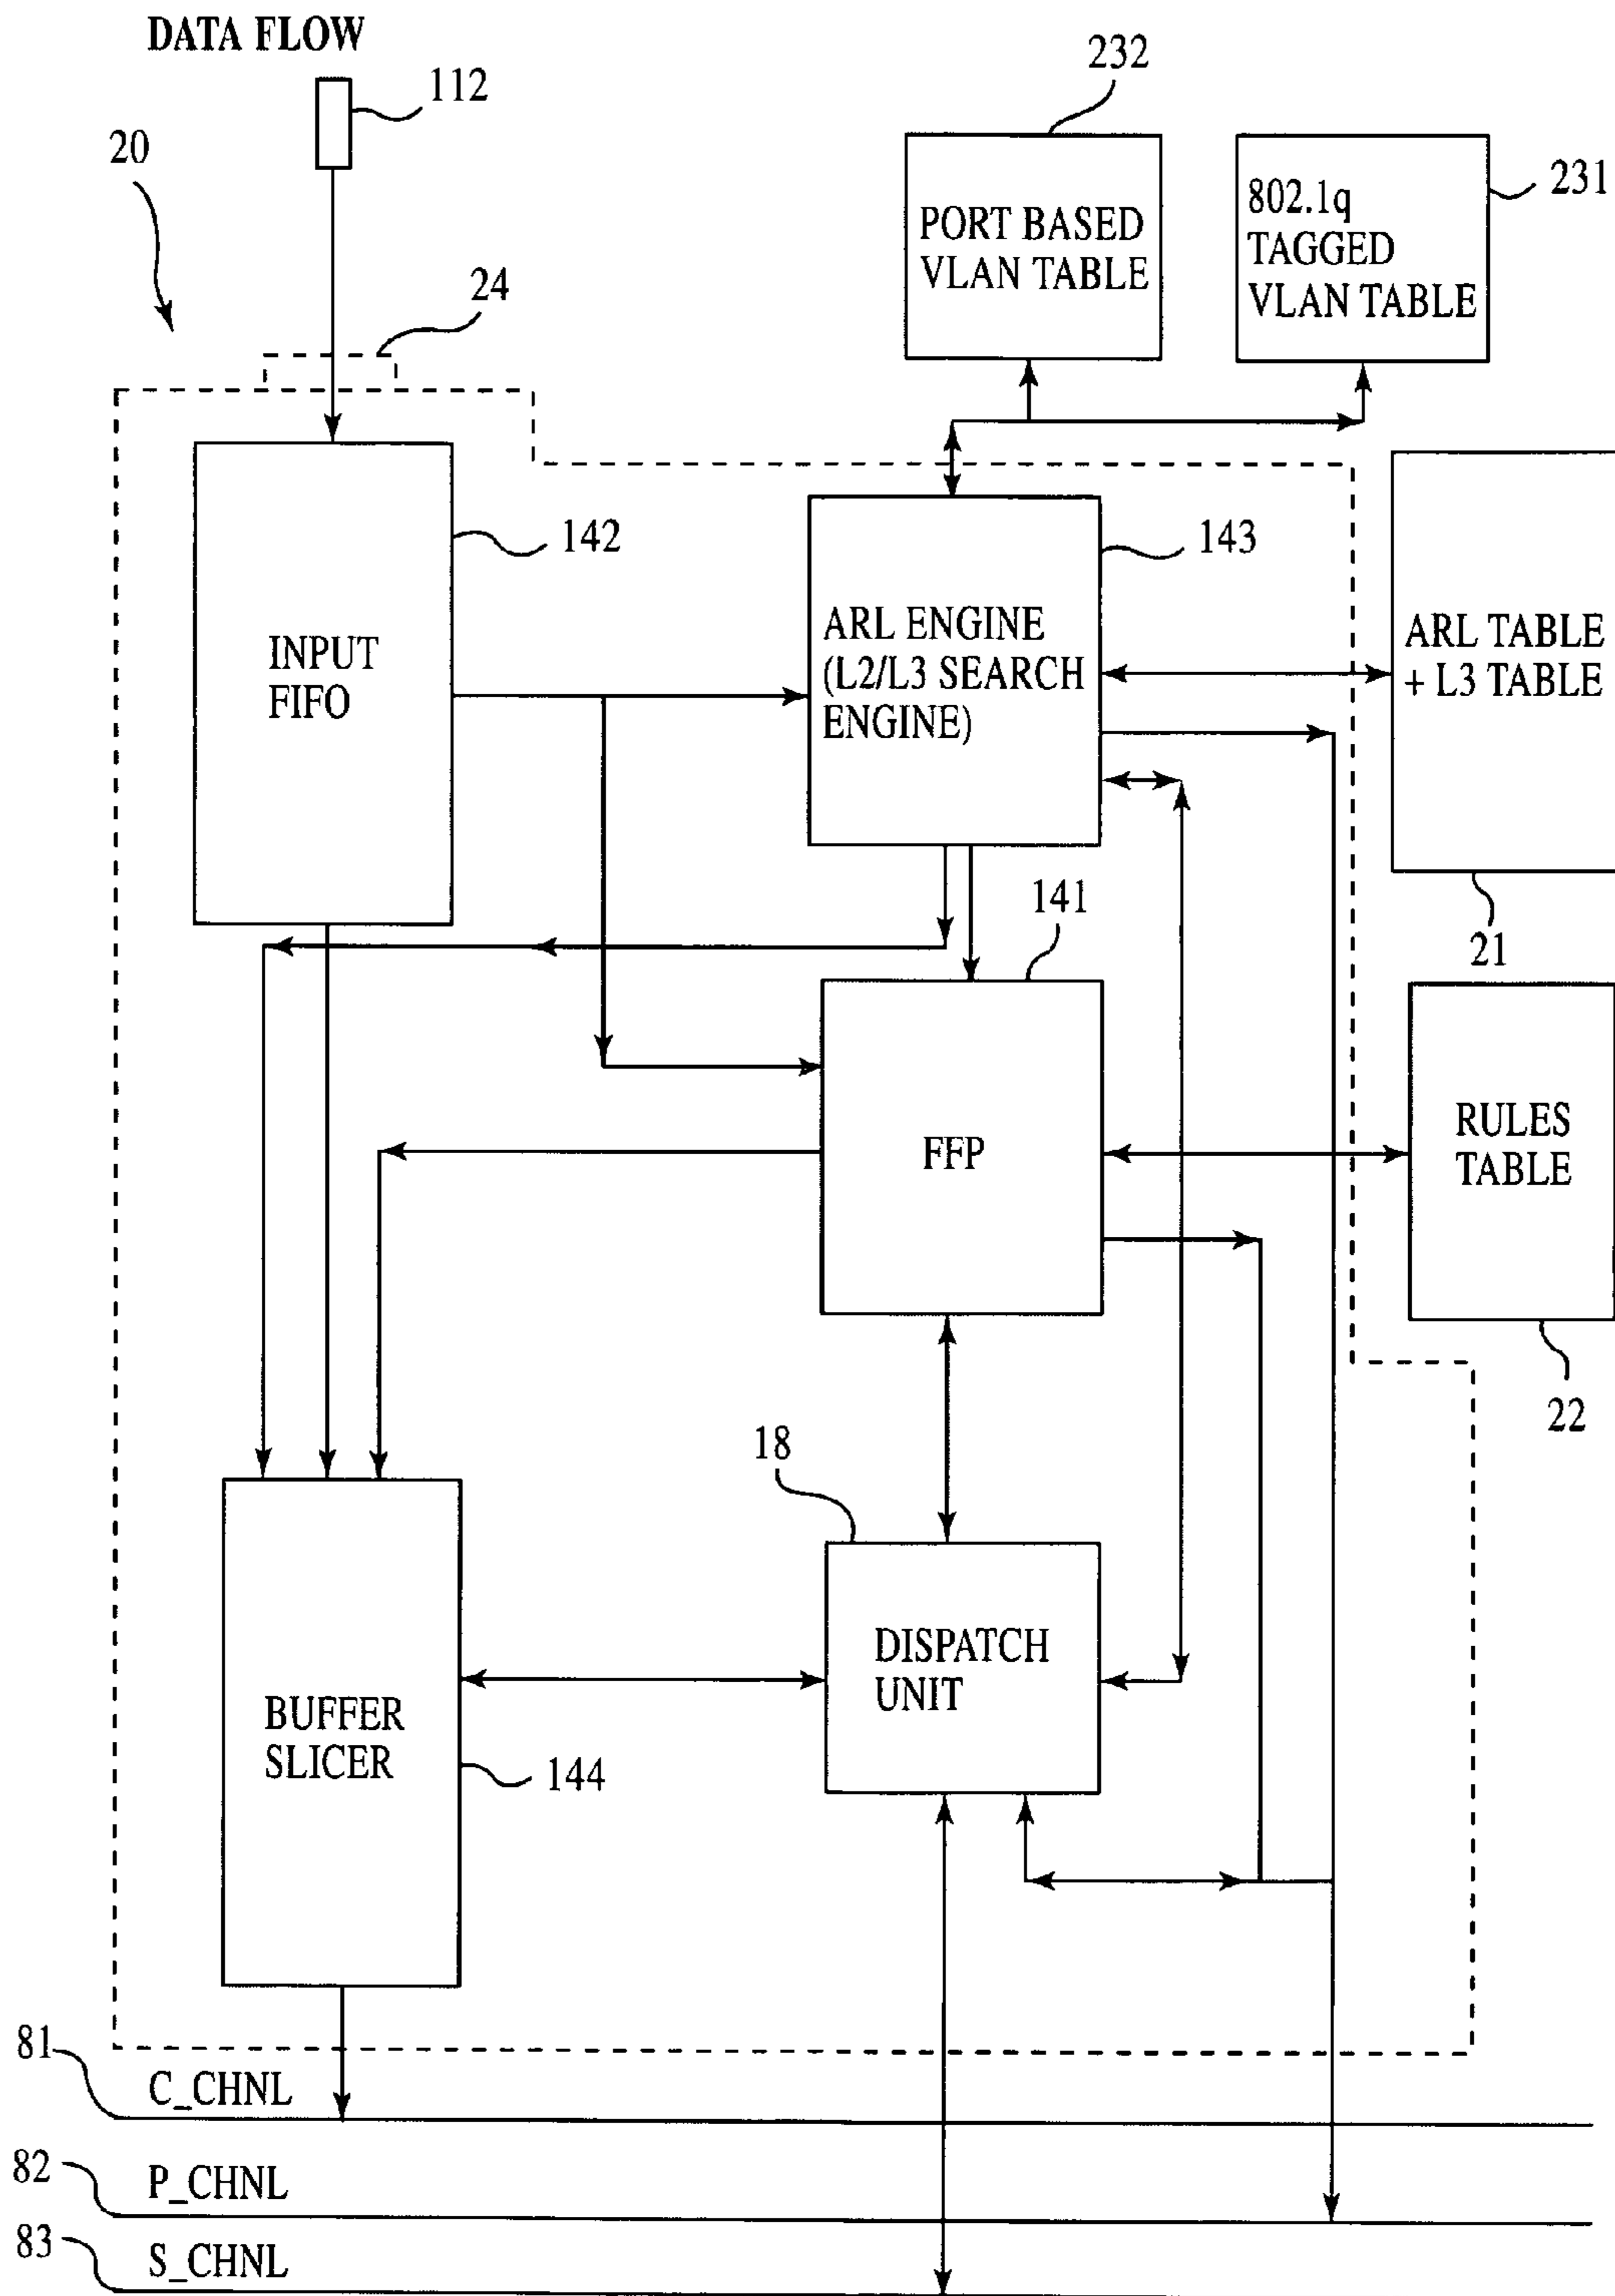 DATA FLOW
112
20
24
232
231
PORT BASED
VLAN TABLE
802.1q
TAGGED
VLAN TABLE
142
143
INPUT
FIFO
ARL ENGINE
(L2/L3 SEARCH
ENGINE)
ARL TABLE
+ L3 TABLE
21
141
FFP
RULES
TABLE
22
18
DISPATCH
UNIT
BUFFER
SLICER
144
81
C_CHNL
82
P_CHNL
83
S_CHNL